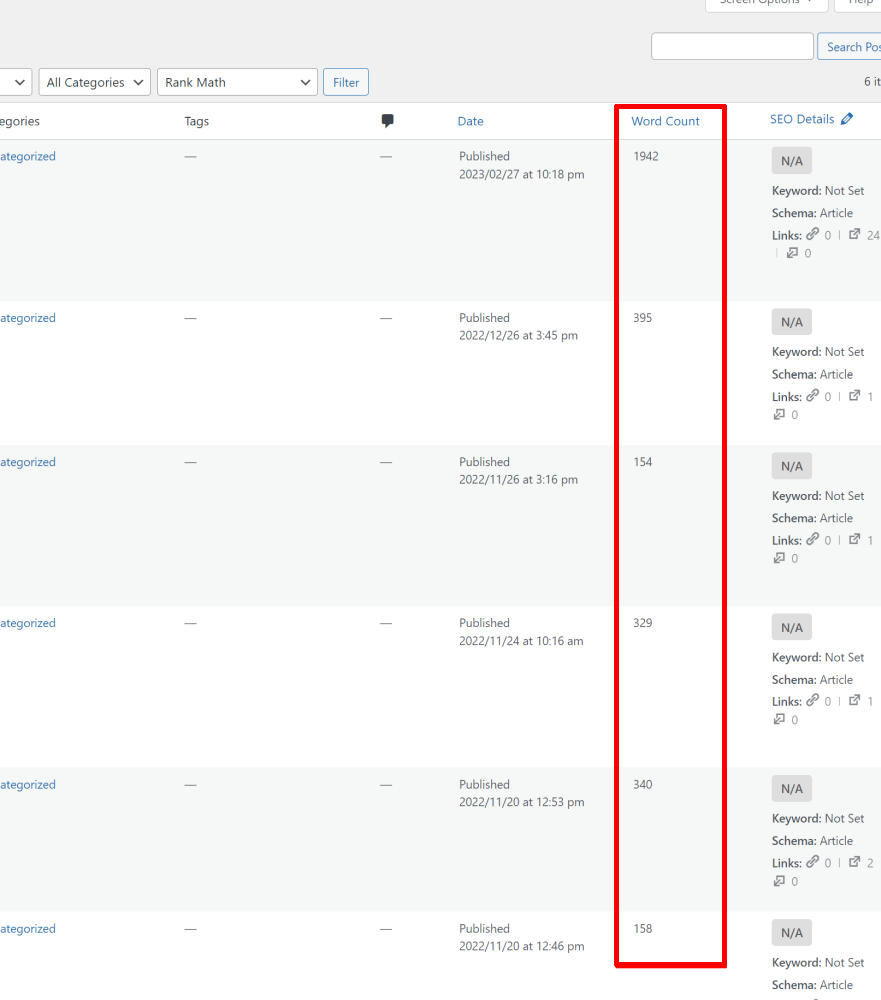 Screen Options
Help
Search Pos
All Categories
Rank Math
Filter
6 it
egories Tags Date Word Count SEO Details
ategorized — — Published 1942 N/A
2023/02/27 at 10:18 pm
Keyword: Not Set
Schema: Article
Links: 0 | 24
| 0
ategorized — — Published 395 N/A
2022/12/26 at 3:45 pm
Keyword: Not Set
Schema: Article
Links: 0 | 1
0
ategorized — — Published 154 N/A
2022/11/26 at 3:16 pm
Keyword: Not Set
Schema: Article
Links: 0 | 1
0
ategorized — — Published 329 N/A
2022/11/24 at 10:16 am
Keyword: Not Set
Schema: Article
Links: 0 | 1
0
ategorized — — Published 340 N/A
2022/11/20 at 12:53 pm
Keyword: Not Set
Schema: Article
Links: 0 | 2
0
ategorized — — Published 158 N/A
2022/11/20 at 12:46 pm
Keyword: Not Set
Schema: Article